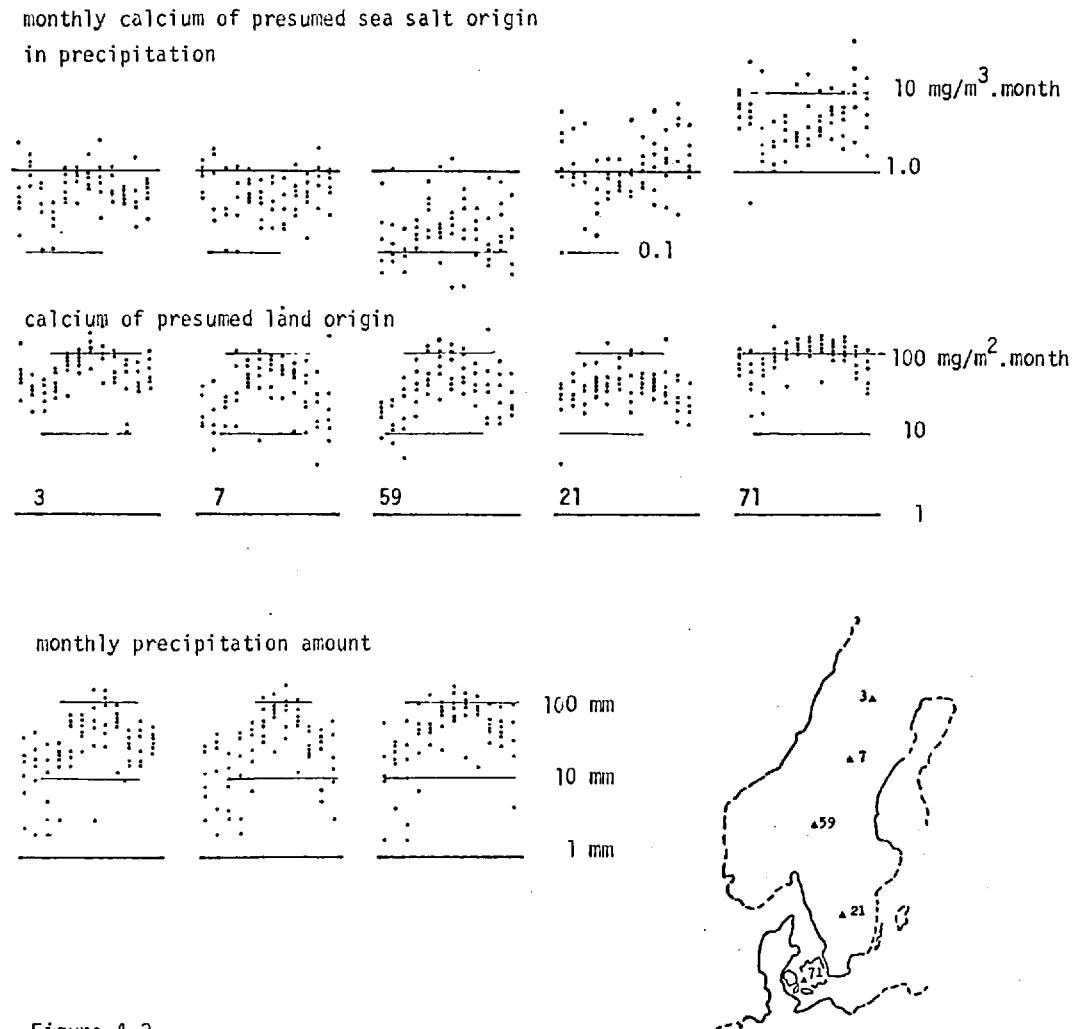 monthly calcium of presumed sea salt origin
in precipitation
10 mg/m³.month
1.0
0.1
calcium of presumed land origin
100 mg/m².month
10
3 7 59 21 71
1
monthly precipitation amount
100 mm
10 mm
1 mm
3
7
59
21
71
Figure 4.2